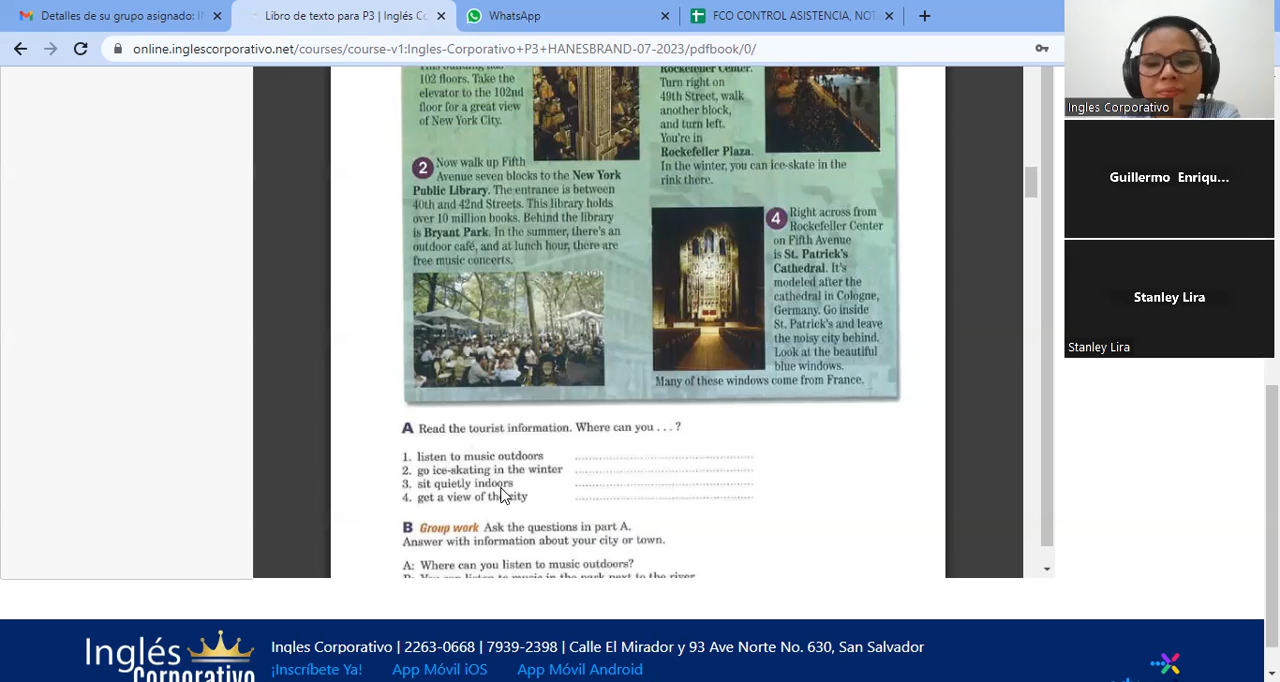 Detalles de su grupo asignado: I
Libro de texto para P3 | Inglés Co
WhatsApp
FCO CONTROL ASISTENCIA, NOT
online.inglescorporativo.net/courses/course-v1:Ingles-Corporativo+P3+HANESBRAND-07-2023/pdfbook/0/
102 floors. Take the
elevator to the 102nd
floor for a great view
of New York City.
2 Now walk up Fifth
Avenue seven blocks to the New York
Public Library. The entrance is between
40th and 42nd Streets. This library holds
over 10 million books. Behind the library
is Bryant Park. In the summer, there's an
outdoor café, and at lunch hour, there are
free music concerts.
Rockefeller Center.
Turn right on
49th Street, walk
another block,
and turn left.
You're in
Rockefeller Plaza.
In the winter, you can ice-skate in the
rink there.
4 Right across from
Rockefeller Center
on Fifth Avenue
is St. Patrick's
Cathedral. It's
modeled after the
cathedral in Cologne,
Germany. Go inside
St. Patrick's and leave
the noisy city behind.
Look at the beautiful
blue windows.
Many of these windows come from France.
A Read the tourist information. Where can you . . . ?
1. listen to music outdoors
2. go ice-skating in the winter
3. sit quietly indoors
4. get a view of the city
B Group work Ask the questions in part A.
Answer with information about your city or town.
A: Where can you listen to music outdoors?
B: You can listen to music in the park next to the river.
Ingles Corporativo
Guillermo Enriqu...
Stanley Lira
Stanley Lira
Inglés
Corporativo
Ingles Corporativo | 2263-0668 | 7939-2398 | Calle El Mirador y 93 Ave Norte No. 630, San Salvador
¡Inscríbete Ya! App Móvil iOS App Móvil Android